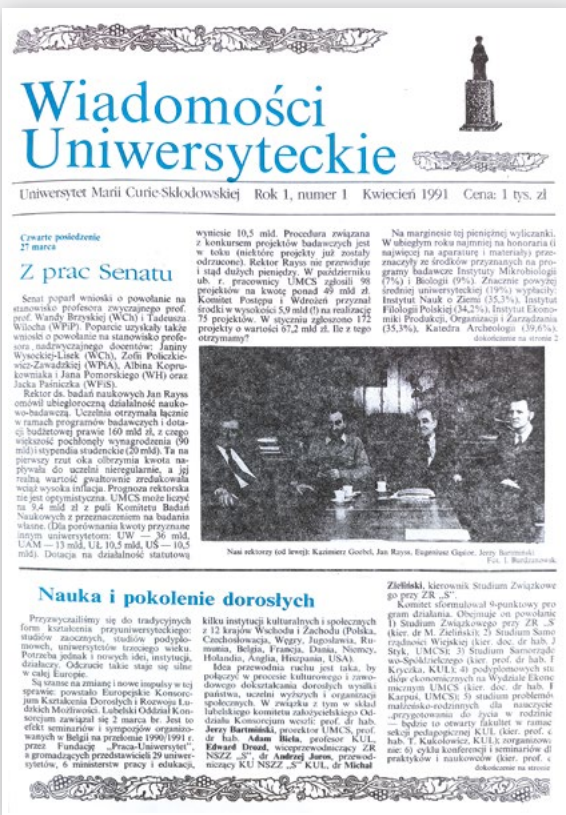 Wiadomości
Uniwersyteckie
Uniwersytet Marii Curie-Skłodowskiej Rok 1, numer 1 Kwiecień 1991 Cena: 1 tys. zł
Czwarte posiedzenie
27 marca
Z prac Senatu
Senat poparł wnioski o powołanie na
stanowisko profesora zwyczajnego prof.
prof. Wandy Brzyskiej (WCh) i Tadeusza
Wilocha (WPiP). Poparcie uzyskały także
wnioski o powołanie na stanowisko profe-
sora nadzwyczajnego docentów: Janiny
Wysockiej-Lisek (WCh), Zofii Policzkie-
wicz-Zawadzkiej (WPiA), Albina Kopru-
kowniaka i Jana Pomorskiego (WH) oraz
Jacka Paśniczka (WFiS).
Rektor ds. badań naukowych Jan Rayss
omówił ubiegłoroczną działalność nauko-
wo-badawczą. Uczelnia otrzymała łącznie
w ramach programów badawczych i dota-
cji budżetowej prawie 160 mld zł, z czego
większość pochłonęły wynagrodzenia (90
mld) i stypendia studenckie (20 mld). Ta na
pierwszy rzut oka olbrzymia kwota na-
pływała do uczelni nieregularnie, a jej
realną wartość gwałtownie zredukowała
wciąż wysoka inflacja. Prognoza rektorska
nie jest optymistyczna. UMCS może liczyć
na 9,4 mld zł z puli Komitetu Badań
Naukowych z przeznaczeniem na badania
własne. (Dla porównania kwoty przyznane
innym uniwersytetom: UW — 36 mld,
UAM — 13 mld, UŁ 10,5 mld, UŚ — 10,5
mld). Dotacja na działalność statutową
wyniesie 10,5 mld. Procedura związana
z konkursem projektów badawczych jest
w toku (niektóre projekty już zostały
odrzucone). Rektor Rayss nie przewiduje
i stąd dużych pieniędzy. W październiku
ub. r. pracownicy UMCS zgłosili 98
projektów na kwotę ponad 49 mld zł.
Komitet Postępu i Wdrożeń przyznał
środki w wysokości 5,9 mld (!) na realizację
75 projektów. W styczniu zgłoszono 172
projekty o wartości 67,2 mld zł. Ile z tego
otrzymamy?
Na marginesie tej pieniężnej wyliczanki.
W ubiegłym roku najmniej na honoraria (i
najwięcej na aparaturę i materiały) prze-
znaczyły ze środków przyznanych na pro-
gramy badawcze Instytuty Mikrobiologii
(7%) i Biologii (9%). Znacznie powyżej
średniej uniwersyteckiej (19%) wypłaciły:
Instytut Nauk o Ziemi (35,3%), Instytut
Filologii Polskiej (34,2%), Instytut Ekono-
miki Produkcji, Organizacji i Zarządzania
(35,3%), Katedra Archeologii (39,6%).
dokończenie na stronie 2
Nasi rektorzy (od lewej): Kazimierz Goebel, Jan Rayss, Eugeniusz Gąsior, Jerzy Bartmiński
Fot. J. Burdzanowsk.
Nauka i pokolenie dorosłych
Przyzwyczailiśmy się do tradycyjnych
form kształcenia przyuniwersyteckiego:
studiów zaocznych, studiów podyplo-
mowych, uniwersytetów trzeciego wieku.
Potrzeba jednak i nowych idei, instytucji,
działaczy. Odczucie takie staje się silne
w całej Europie.
Są szanse na zmianę i nowe impulsy w tej
sprawie: powstało Europejskie Konsorc-
jum Kształcenia Dorosłych i Rozwoju Lu-
dzkich Możliwości. Lubelski Oddział Kon-
sorcjum zawiązał się 2 marca br. Jest to
efekt seminariów i sympozjów organizo-
wanych w Belgii na przełomie 1990/1991 r.
przez Fundację „Praca-Uniwersytet",
a gromadzących przedstawicieli 29 uniwer-
sytetów, 6 ministerstw pracy i edukacji,
kilku instytucji kulturalnych i społecznych
z 12 krajów Wschodu i Zachodu (Polska,
Czechosłowacja, Węgry, Jugosławia, Ru-
munia, Belgia, Francja, Dania, Niemcy,
Holandia, Anglia, Hiszpania, USA).
Idea przewodnia ruchu jest taka, by
połączyć w procesie kulturowego i zawo-
dowego dokształcania dorosłych wysiłki
państwa, uczelni wyższych i organizacji
społecznych. W związku z tym w skład
lubelskiego komitetu założycielskiego Od-
działu Konsorcjum weszli: prof. dr hab.
Jerzy Bartmiński, prorektor UMCS, prof.
dr hab. Adam Biela, profesor KUL,
Edward Drozd, wiceprzewodniczący ZR
NSZZ „S", dr Andrzej Joros, przewod-
niczący KU NSZZ „S" KUL, dr Michał
Zieliński, kierownik Studium Związkowe-
go przy ZR „S".
Komitet sformułował 9-punktowy pro
gram działania. Obejmuje on powołanie
1) Studium Związkowego przy ZR „S
(kier. dr M. Zieliński; 2) Studium Samo
rządności Wiejskiej (kier. doc. dr hab. J
Styk, UMCS); 3) Studium Samorządo
wo-Spółdzielczego (kier. prof. dr hab. F
Kryczka, KUL); 4) podyplomowych stu
diów ekonomicznych na Wydziale Ekono
micznym UMCS (kier. doc. dr hab. E
Karpuś, UMCS); 5) studium problemów
małżeńsko-rodzinnych dla nauczycie
„przygotowania do życia w rodzinie
— będzie to otwarty fakultet w ramac
sekcji pedagogicznej KUL (kier. prof. c
hab. T. Kukołowicz, KUL); zorganizowa
nie: 6) cyklu konferencji i seminariów dl
praktyków i naukowców (kier. prof. c
dokończenie na stronie